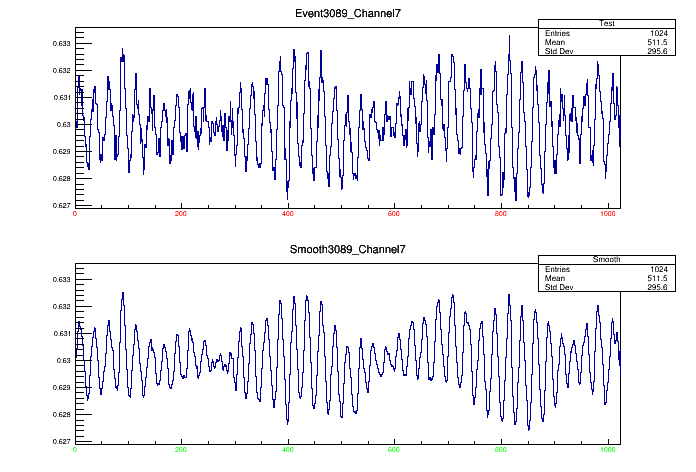 Event3089_Channel7
Test
Entries 1024
Mean 511.5
Std Dev 295.6
0.633
0.632
0.631
0.63
0.629
0.628
0.627
0 200 400 600 800 1000
Smooth3089_Channel7
Smooth
Entries 1024
Mean 511.5
Std Dev 295.6
0.633
0.632
0.631
0.63
0.629
0.628
0.627
0 200 400 600 800 1000